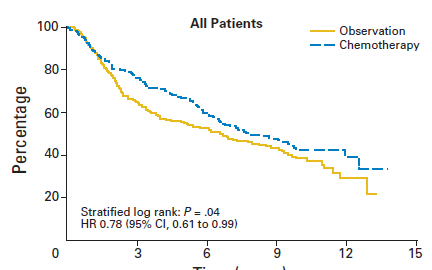 All Patients
Observation
Chemotherapy
Percentage
100
80
60
40
20
Stratified log rank: P = .04
HR 0.78 (95% CI, 0.61 to 0.99)
0
3
6
9
12
15